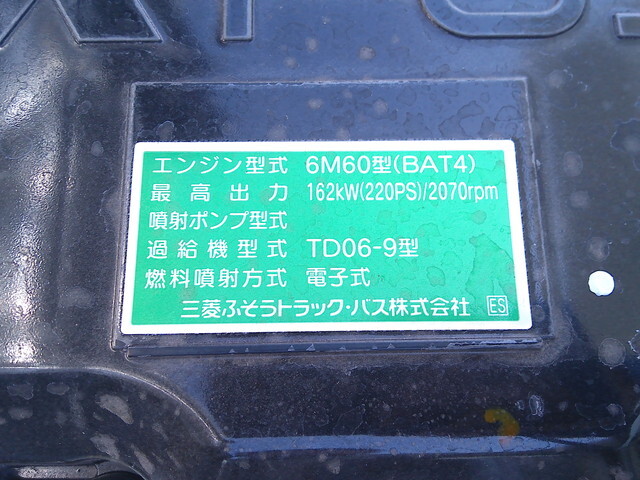 エンジン型式 6M60型(BAT4)
最高出力 162kW(220PS)/2070rpm
噴射ポンプ型式
過給機型式 TD06-9型
燃料噴射方式 電子式
三菱ふそうトラック・バス株式会社 ES